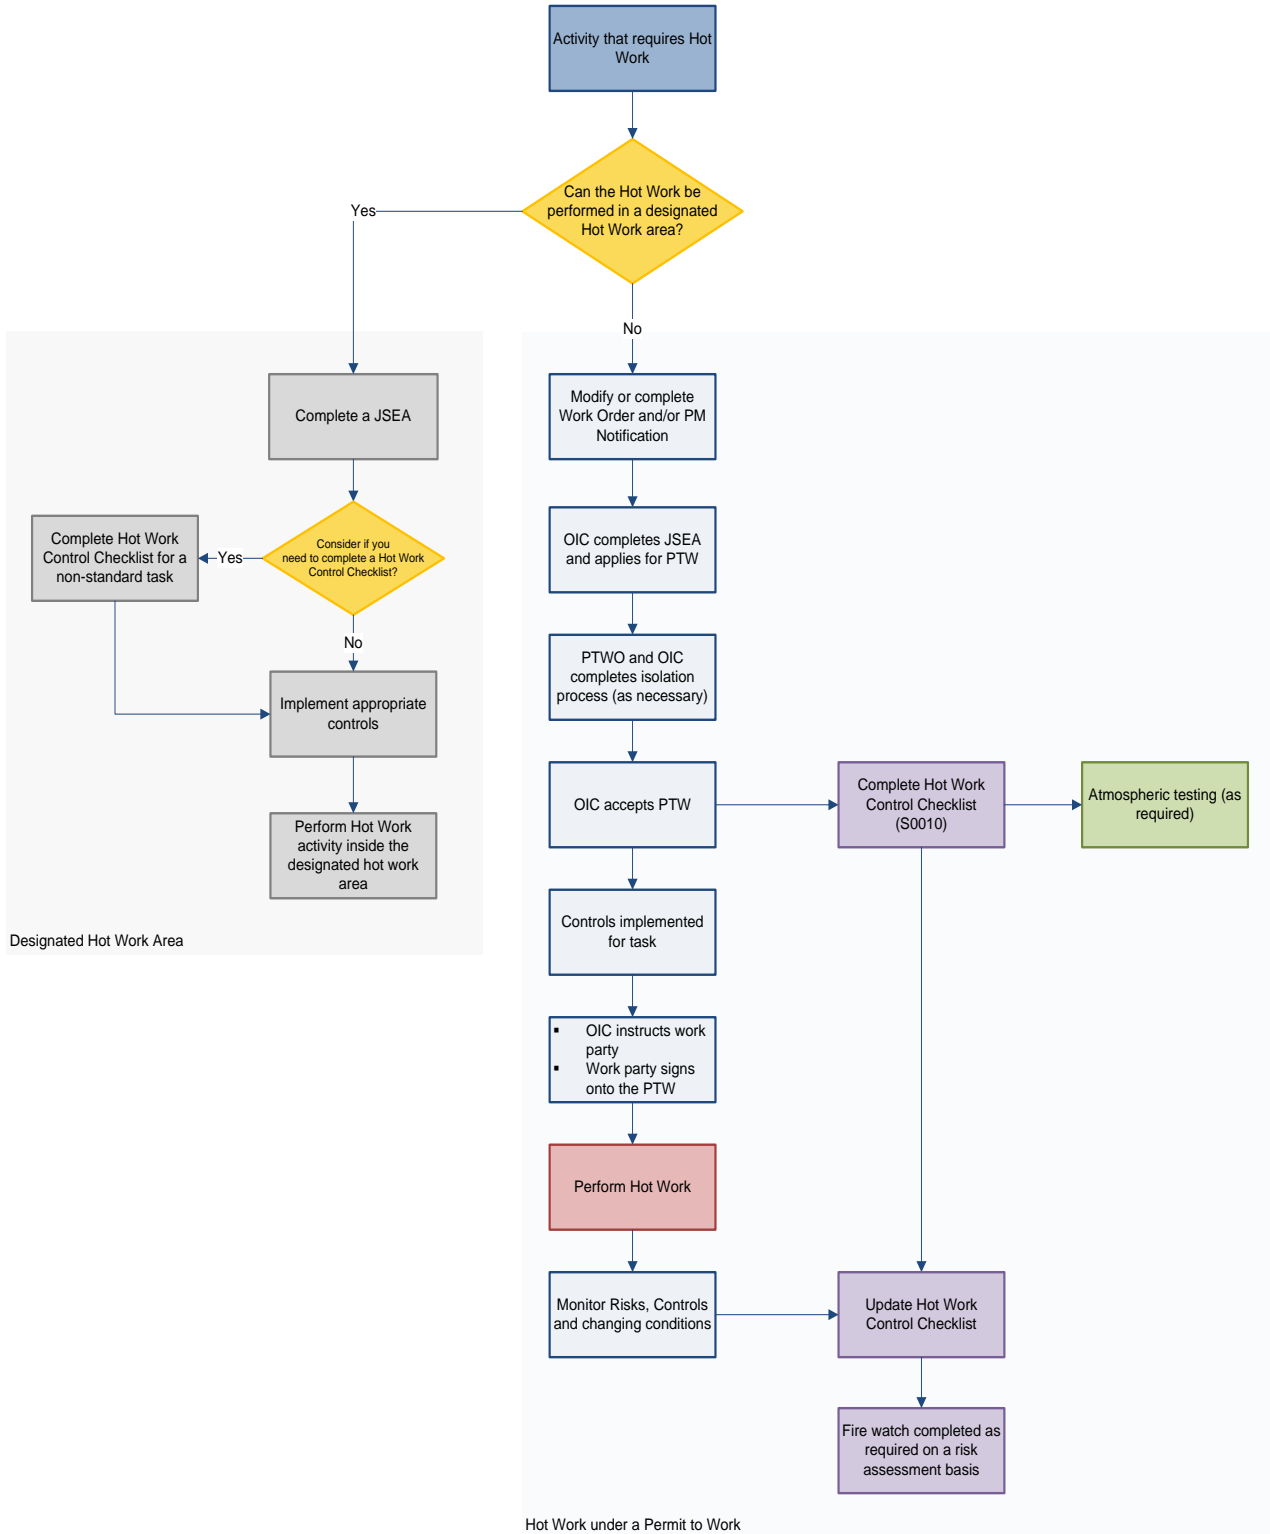 Activity that requires Hot
Work
Can the Hot Work be
performed in a designated
Hot Work area?
Yes
No
Complete a JSEA
Consider if you
need to complete a Hot Work
Control Checklist?
Yes
Complete Hot Work
Control Checklist for a
non-standard task
No
Implement appropriate
controls
Perform Hot Work
activity inside the
designated hot work
area
Designated Hot Work Area
Modify or complete
Work Order and/or PM
Notification
OIC completes JSEA
and applies for PTW
PTWO and OIC
completes isolation
process (as necessary)
OIC accepts PTW
Complete Hot Work
Control Checklist
(S0010)
Atmospheric testing (as
required)
Controls implemented
for task
▪ OIC instructs work
party
▪ Work party signs
onto the PTW
Perform Hot Work
Monitor Risks, Controls
and changing conditions
Update Hot Work
Control Checklist
Fire watch completed as
required on a risk
assessment basis
Hot Work under a Permit to Work